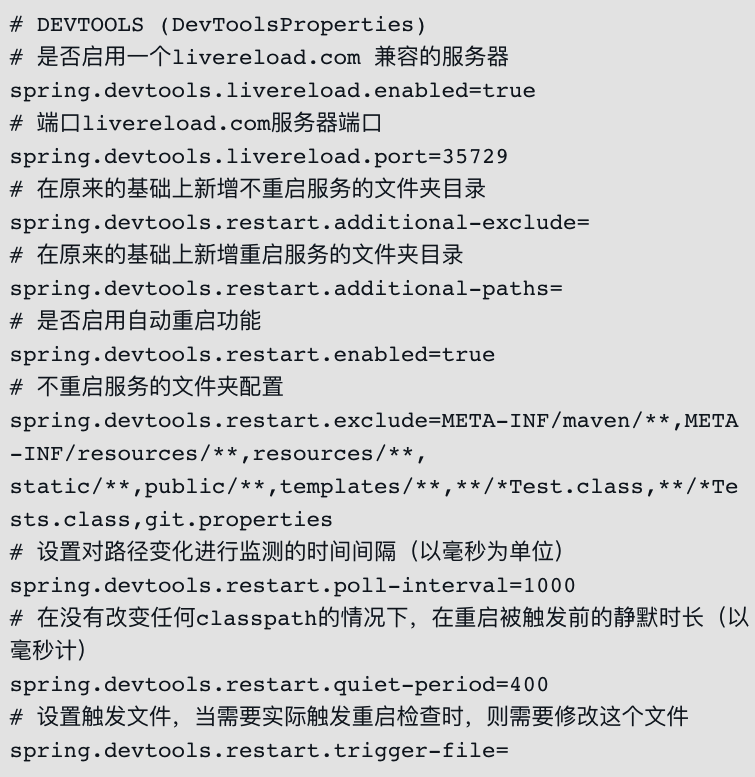 # DEVTOOLS (DevToolsProperties)
# 是否启用一个livereload.com 兼容的服务器
spring.devtools.livereload.enabled=true
# 端口livereload.com服务器端口
spring.devtools.livereload.port=35729
# 在原来的基础上新增不重启服务的文件夹目录
spring.devtools.restart.additional-exclude=
# 在原来的基础上新增重启服务的文件夹目录
spring.devtools.restart.additional-paths=
# 是否启用自动重启功能
spring.devtools.restart.enabled=true
# 不重启服务的文件夹配置
spring.devtools.restart.exclude=META-INF/maven/**,META
-INF/resources/**,resources/**,
static/**,public/**,templates/**,**/*Test.class,**/*Te
sts.class,git.properties
# 设置对路径变化进行监测的时间间隔（以毫秒为单位）
spring.devtools.restart.poll-interval=1000
# 在没有改变任何classpath的情况下，在重启被触发前的静默时长（以
毫秒计）
spring.devtools.restart.quiet-period=400
# 设置触发文件，当需要实际触发重启检查时，则需要修改这个文件
spring.devtools.restart.trigger-file=